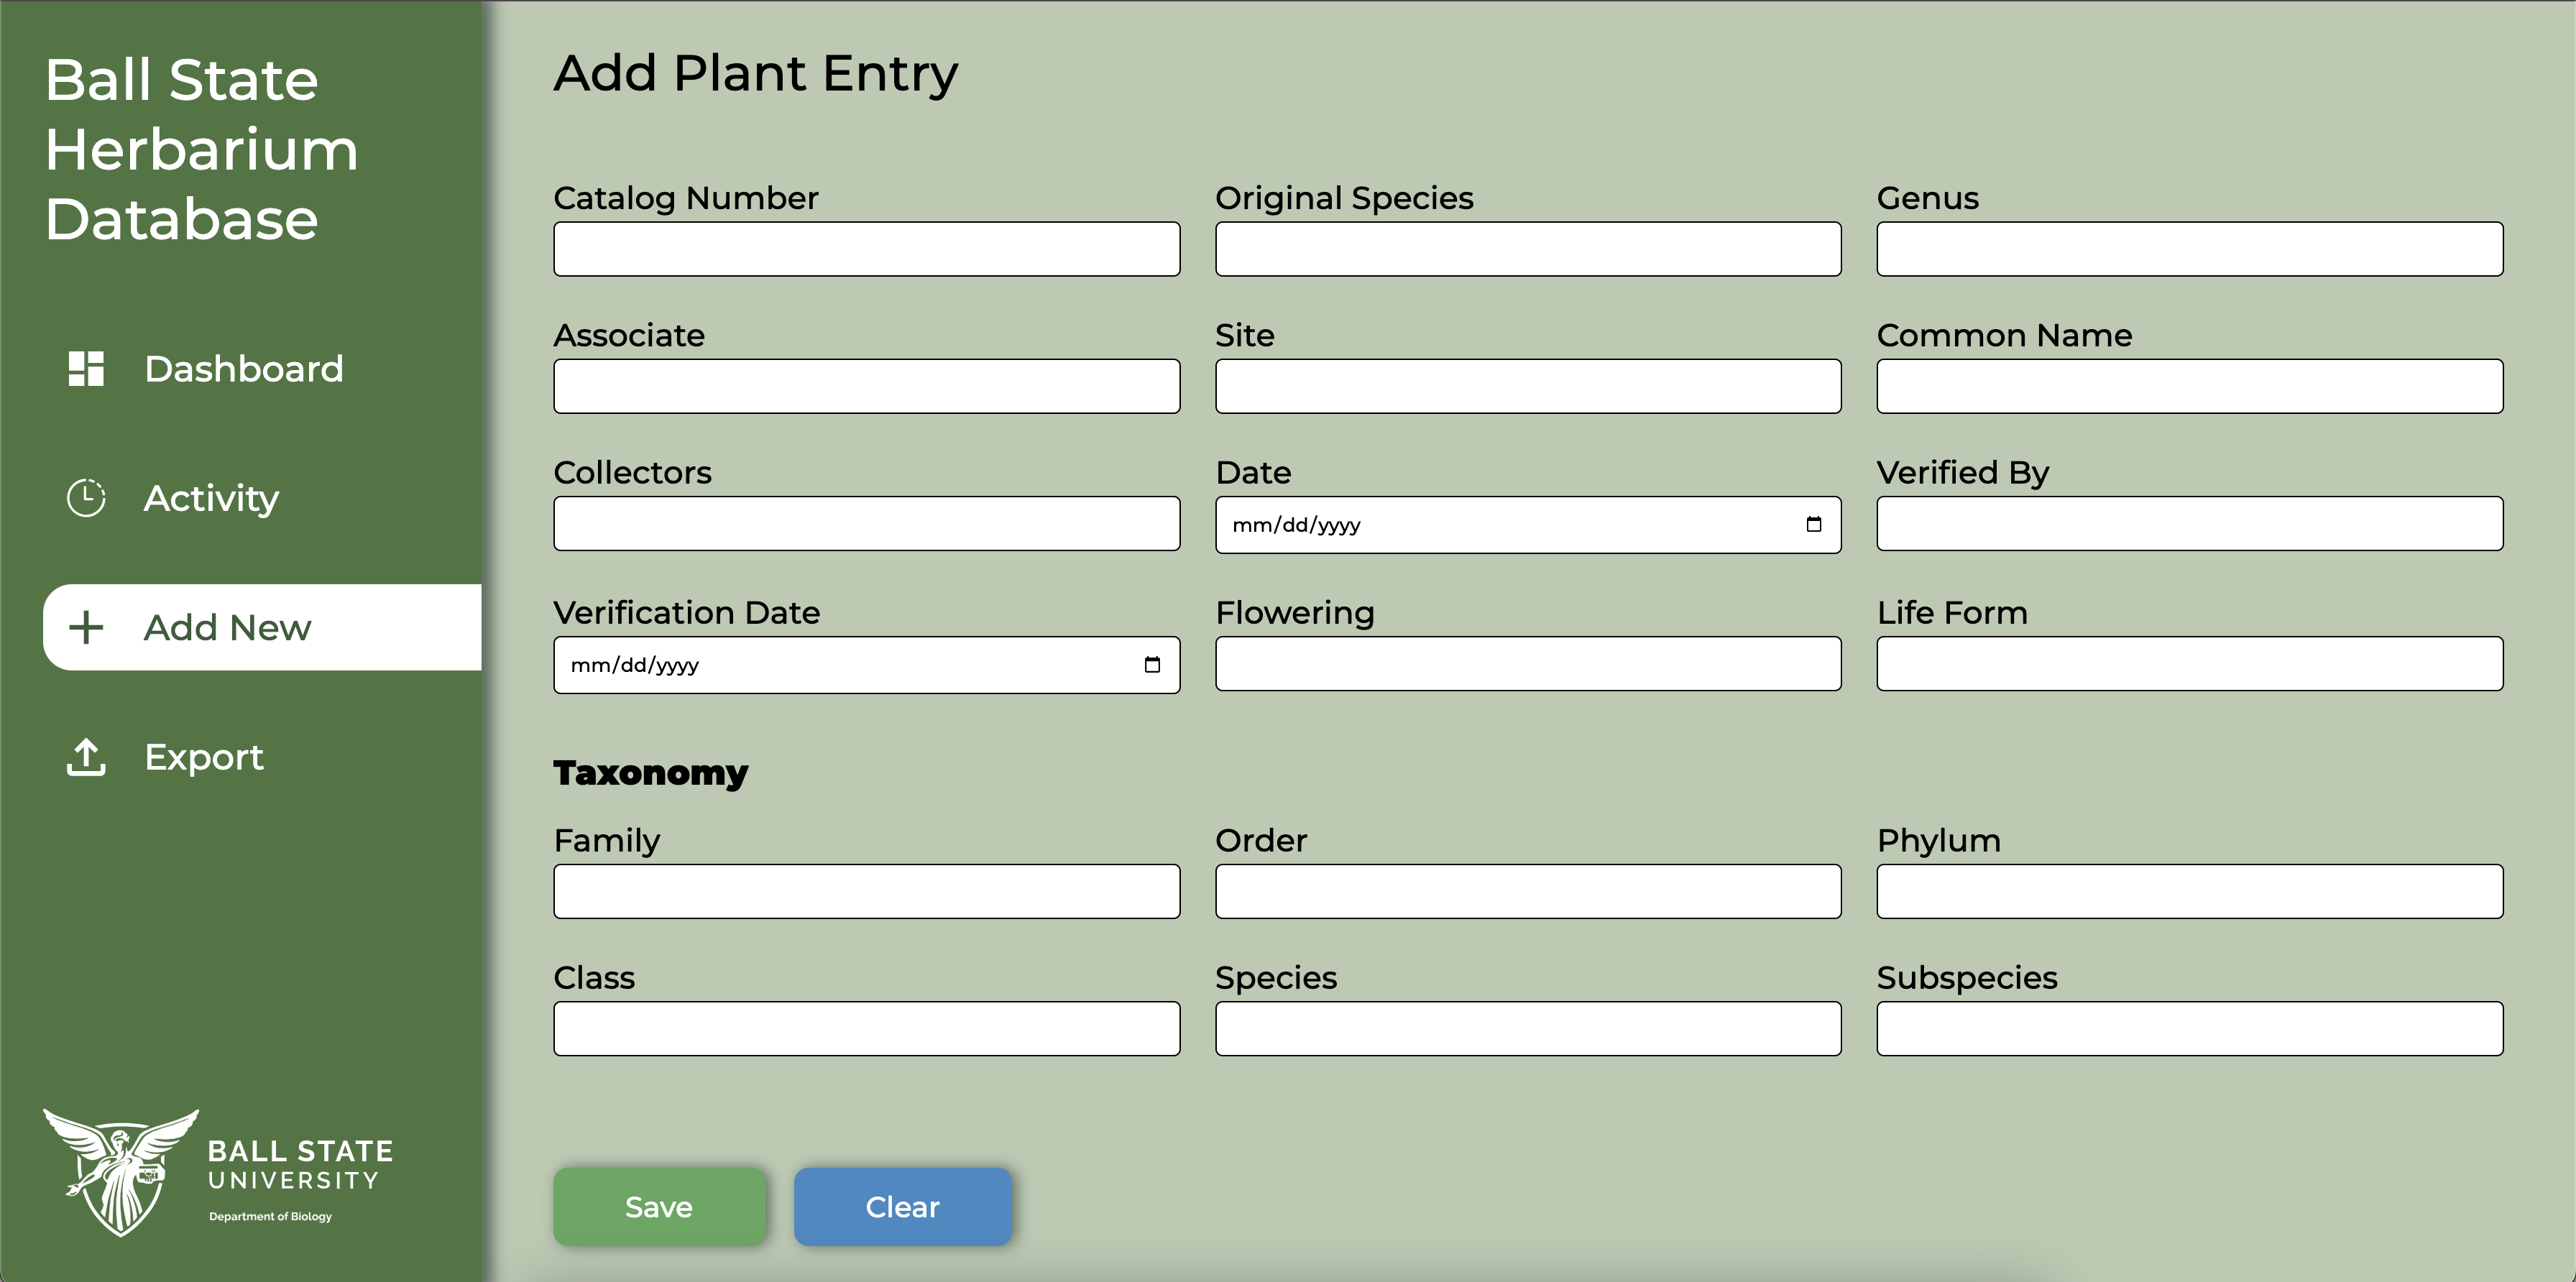 Ball State
Herbarium
Database
Dashboard
Activity
Add New
Export
BALL STATE
UNIVERSITY
Department of Biology
Add Plant Entry
Catalog Number
Original Species
Genus
Associate
Site
Common Name
Collectors
Date
Verified By
mm/dd/yyyy
Verification Date
Flowering
Life Form
mm/dd/yyyy
Taxonomy
Family
Order
Phylum
Class
Species
Subspecies
Save
Clear